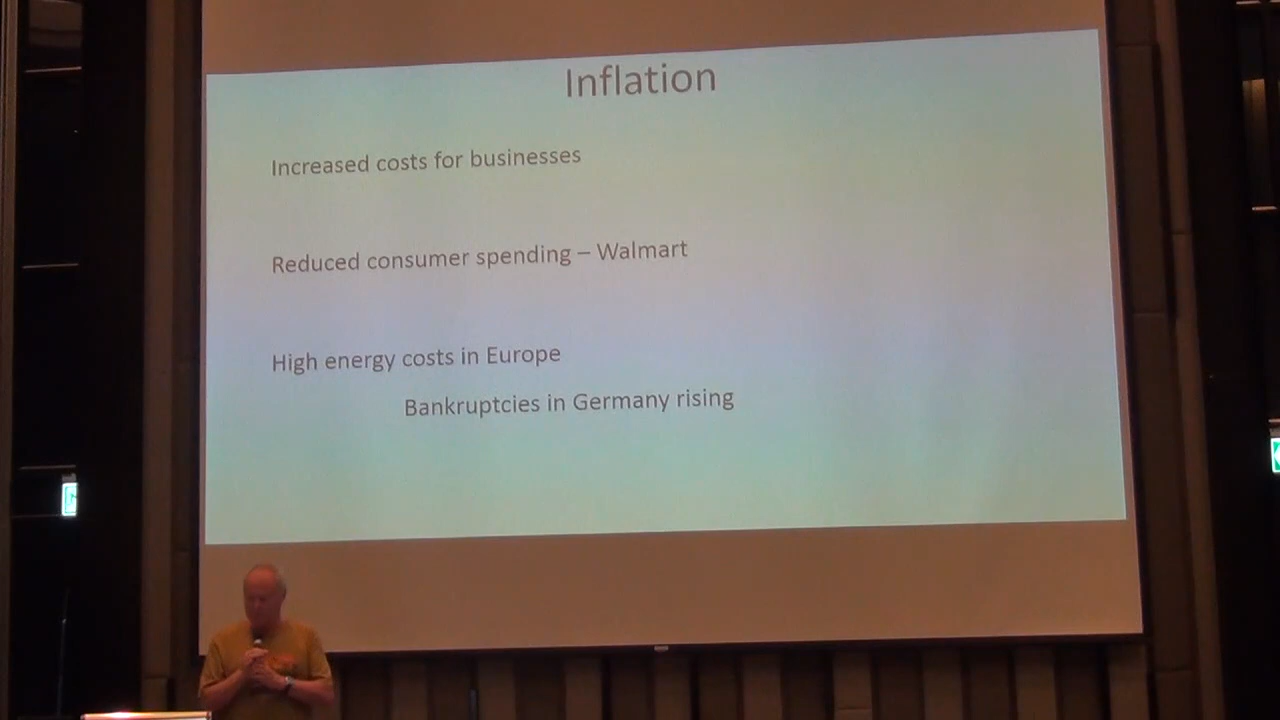 Inflation
Increased costs for businesses
Reduced consumer spending – Walmart
High energy costs in Europe
Bankruptcies in Germany rising